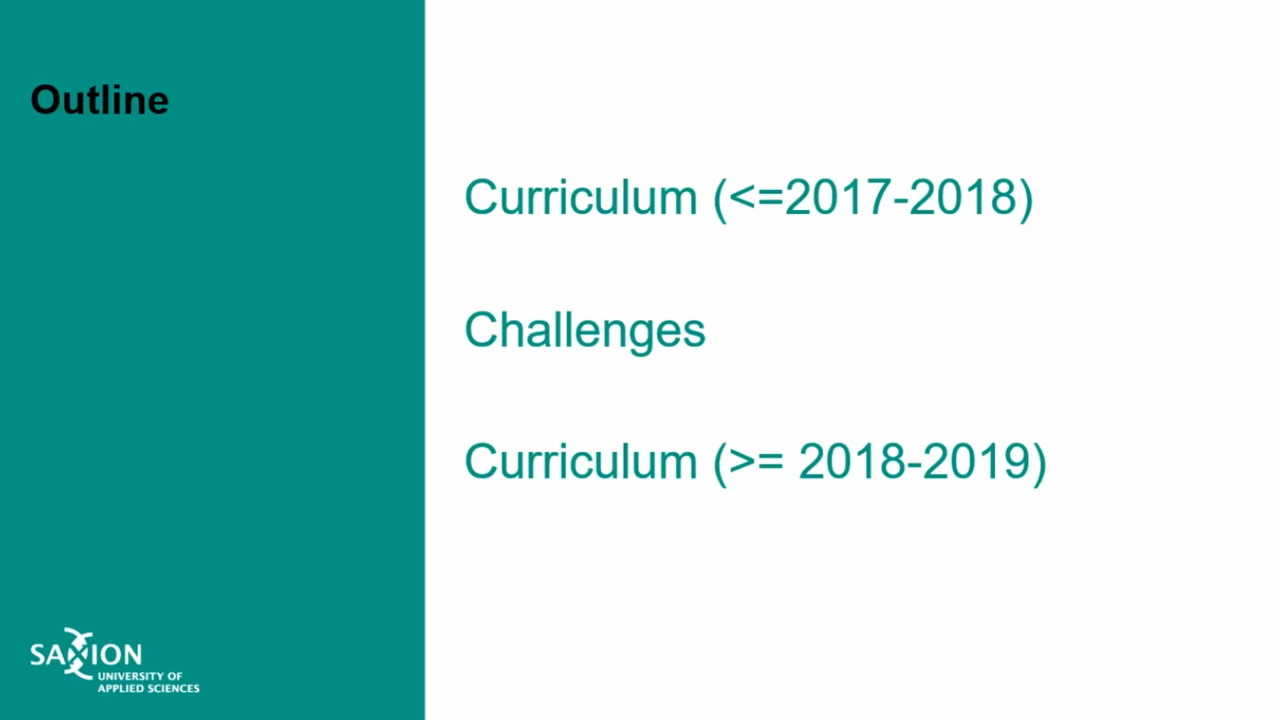 Outline
Curriculum (<=2017-2018)
Challenges
Curriculum (>= 2018-2019)
SAXION
UNIVERSITY OF
APPLIED SCIENCES